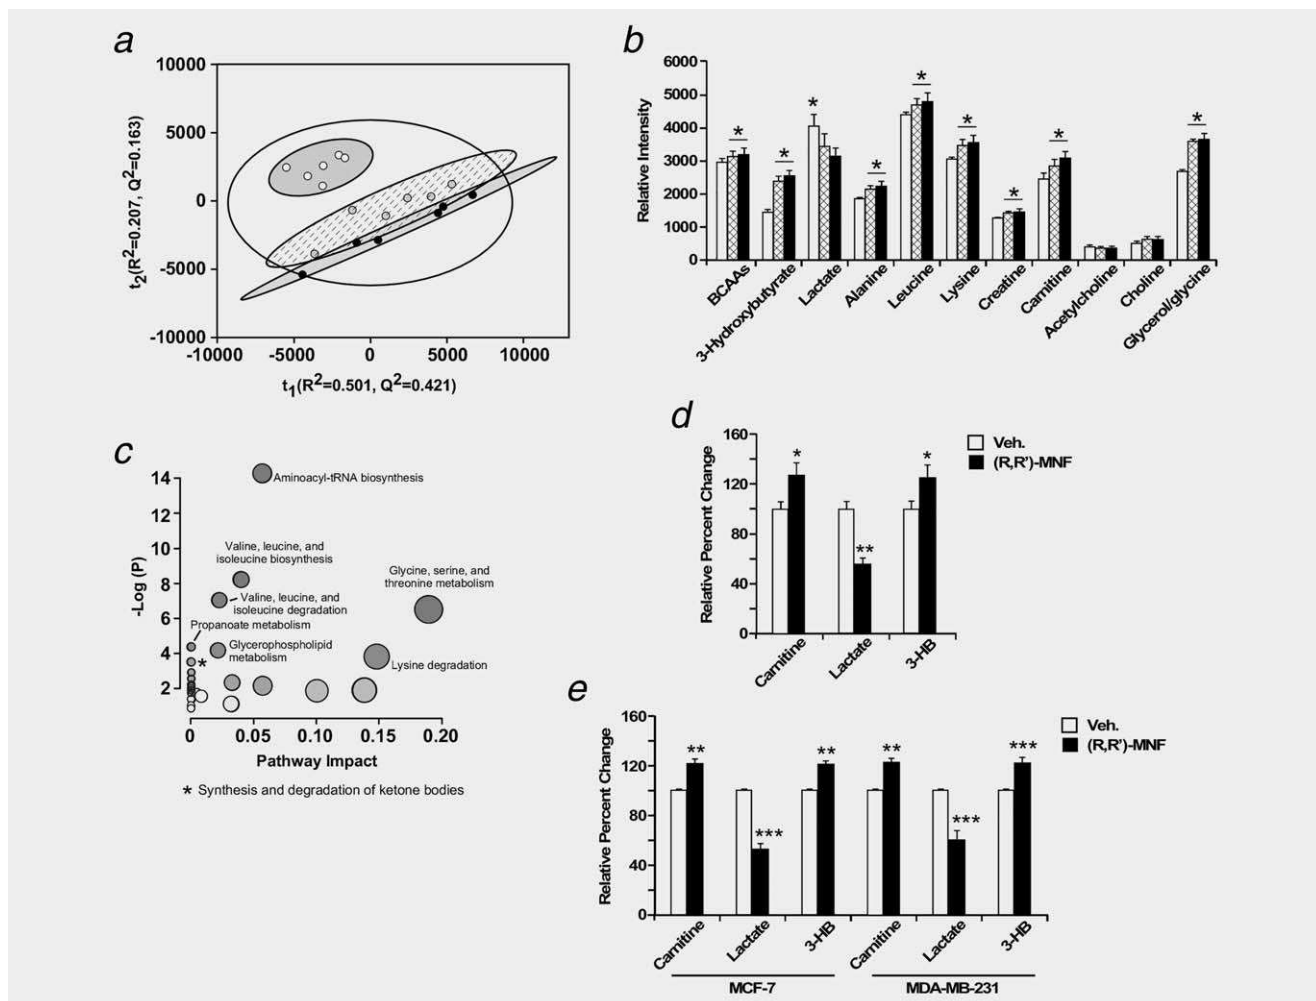 a
10000
5000
0
-5000
-10000
-10000 -5000 0 5000 10000
t2(R2=0.207, Q2=0.163)
t1(R2=0.501, Q2=0.421)
b
6000
5000
4000
3000
2000
1000
0
Relative Intensity
* * * * * * * * *
BCAAs
3-Hydroxybutyrate
Lactate
Alanine
Leucine
Lysine
Creatine
Carnitine
Acetylcholine
Choline
Glycerol/glycine
c
14
12
10
8
6
4
2
-Log (P)
Aminoacyl-tRNA biosynthesis
Valine, leucine, and
isoleucine biosynthesis
Glycine, serine, and
threonine metabolism
Valine, leucine, and
isoleucine degradation
Propanoate metabolism
Glycerophospholipid
metabolism
*
Lysine degradation
0 0.05 0.10 0.15 0.20
Pathway Impact
* Synthesis and degradation of ketone bodies
d
160
120
80
40
0
Relative Percent Change
* ** *
Veh.
(R,R')-MNF
Carnitine
Lactate
3-HB
e
160
120
80
40
0
Relative Percent Change
** *** ** ** *** ***
Veh.
(R,R')-MNF
Carnitine
Lactate
3-HB
Carnitine
Lactate
3-HB
MCF-7
MDA-MB-231